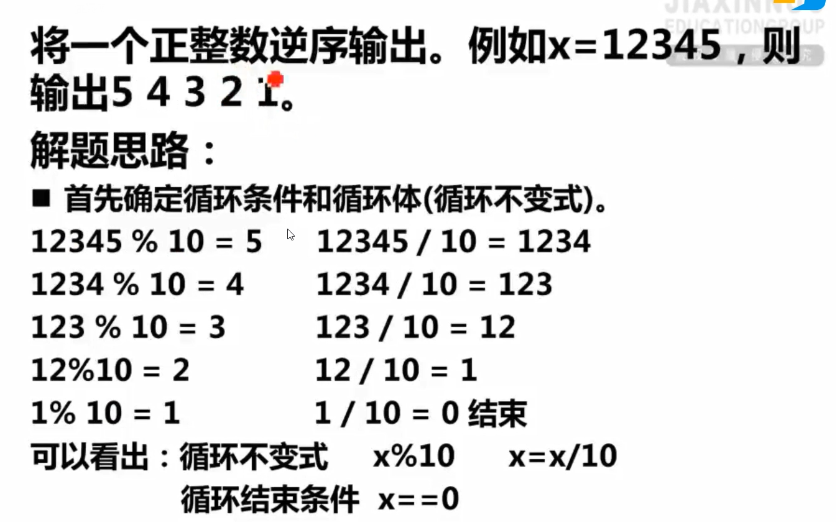 JIAXINN
EDUCATIONGROUP
将一个正整数逆序输出。例如x=12345，则
输出5 4 3 2 1。
解题思路：
■ 首先确定循环条件和循环体(循环不变式)。
12345 % 10 = 5 12345 / 10 = 1234
1234 % 10 = 4 1234 / 10 = 123
123 % 10 = 3 123 / 10 = 12
12%10 = 2 12 / 10 = 1
1% 10 = 1 1 / 10 = 0 结束
可以看出：循环不变式 x%10 x=x/10
循环结束条件 x==0